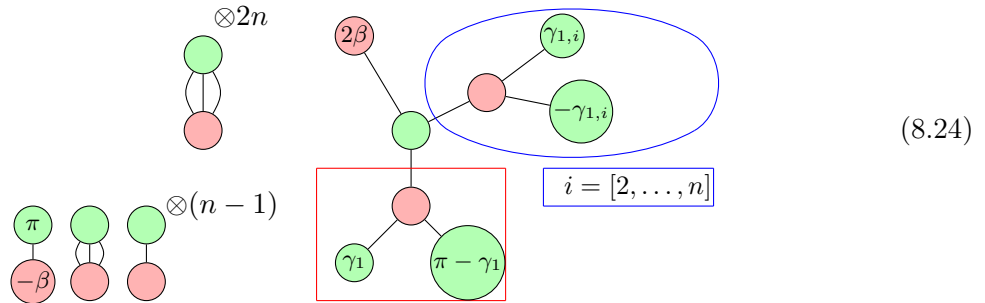 ⊗2n
2β
γ₁,ᵢ
−γ₁,ᵢ
(8.24)
i = [2, . . . , n]
⊗(n − 1)
π
−β
γ₁
π − γ₁